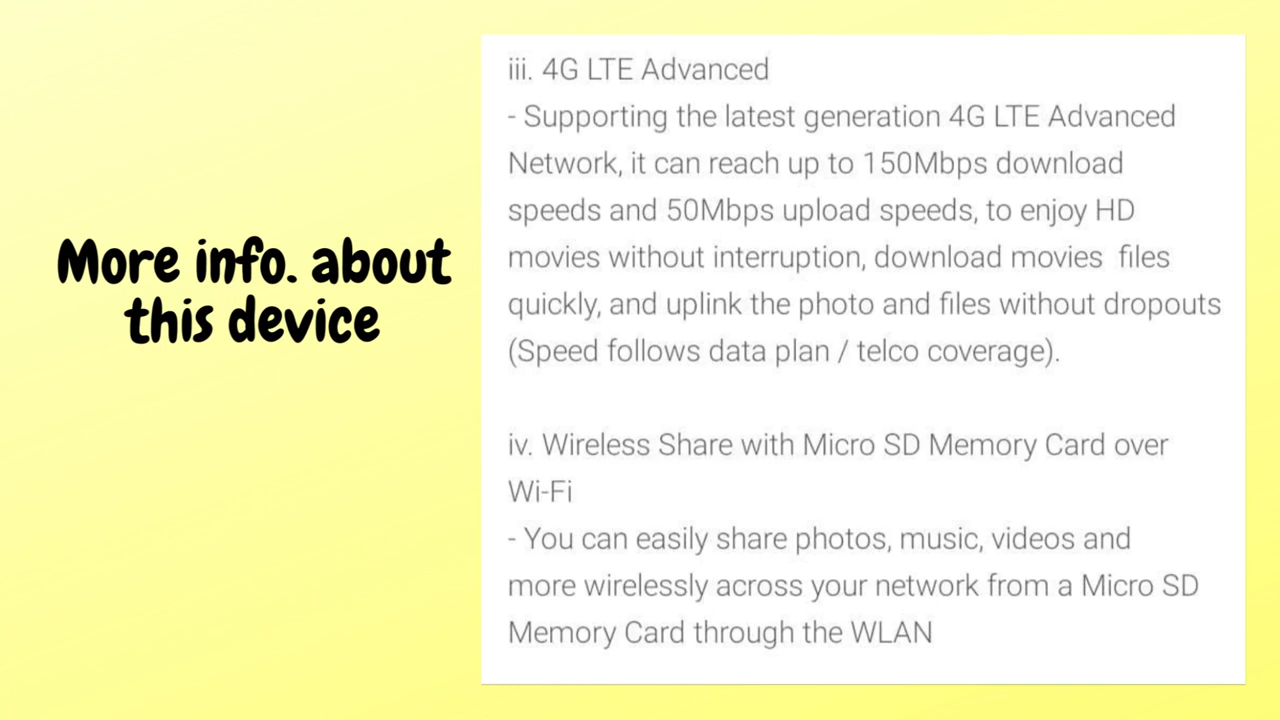 More info. about
this device
iii. 4G LTE Advanced
- Supporting the latest generation 4G LTE Advanced
Network, it can reach up to 150Mbps download
speeds and 50Mbps upload speeds, to enjoy HD
movies without interruption, download movies  files
quickly, and uplink the photo and files without dropouts
(Speed follows data plan / telco coverage).
iv. Wireless Share with Micro SD Memory Card over
Wi-Fi
- You can easily share photos, music, videos and
more wirelessly across your network from a Micro SD
Memory Card through the WLAN